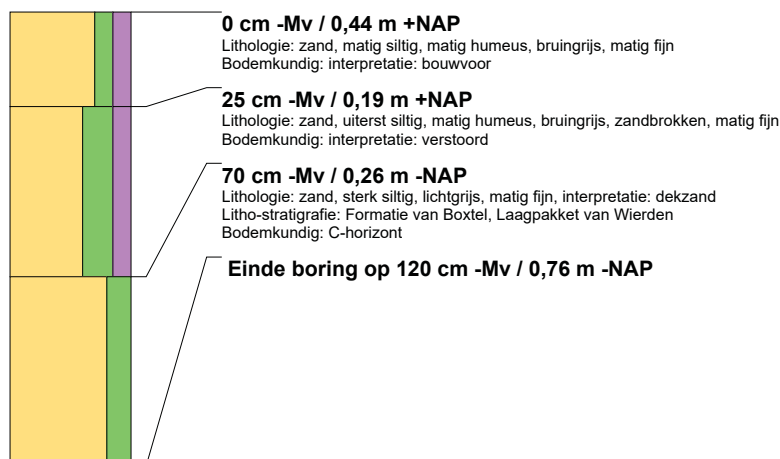 0 cm -Mv / 0,44 m +NAP
Lithologie: zand, matig siltig, matig humeus, bruingrijs, matig fijn
Bodemkundig: interpretatie: bouwvoor
25 cm -Mv / 0,19 m +NAP
Lithologie: zand, uiterst siltig, matig humeus, bruingrijs, zandbrokken, matig fijn
Bodemkundig: interpretatie: verstoord
70 cm -Mv / 0,26 m -NAP
Lithologie: zand, sterk siltig, lichtgrijs, matig fijn, interpretatie: dekzand
Litho-stratigrafie: Formatie van Boxtel, Laagpakket van Wierden
Bodemkundig: C-horizont
Einde boring op 120 cm -Mv / 0,76 m -NAP